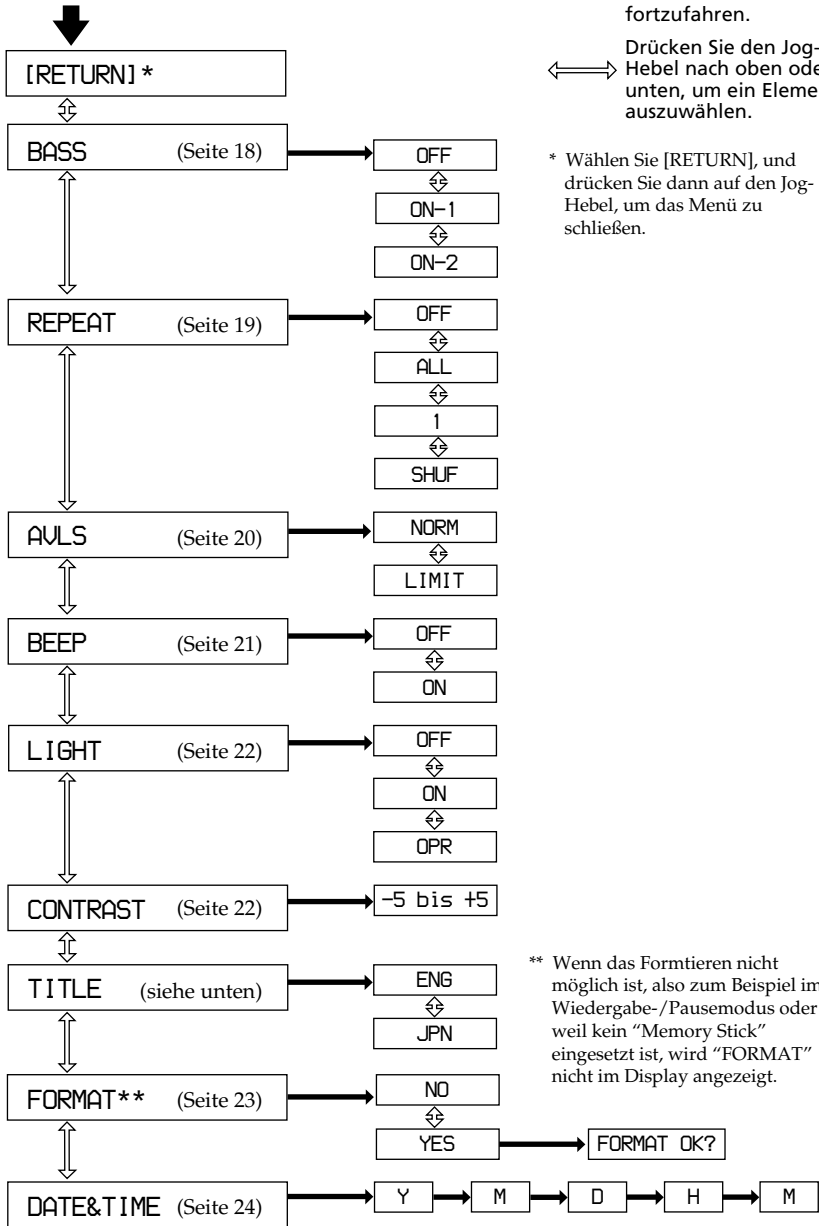 fortzufahren.
Drücken Sie den Jog-
Hebel nach oben ode
unten, um ein Eleme
auszuwählen.
[RETURN]*
* Wählen Sie [RETURN], und
drücken Sie dann auf den Jog-
Hebel, um das Menü zu
schließen.
BASS (Seite 18)
OFF
ON-1
ON-2
REPEAT (Seite 19)
OFF
ALL
1
SHUF
AVLS (Seite 20)
NORM
LIMIT
BEEP (Seite 21)
OFF
ON
LIGHT (Seite 22)
OFF
ON
OPR
CONTRAST (Seite 22)
-5 bis +5
TITLE (siehe unten)
ENG
JPN
** Wenn das Formtieren nicht
möglich ist, also zum Beispiel im
Wiedergabe-/Pausemodus oder
weil kein “Memory Stick”
eingesetzt ist, wird “FORMAT”
nicht im Display angezeigt.
FORMAT** (Seite 23)
NO
YES
FORMAT OK?
DATE&TIME (Seite 24)
Y M D H M